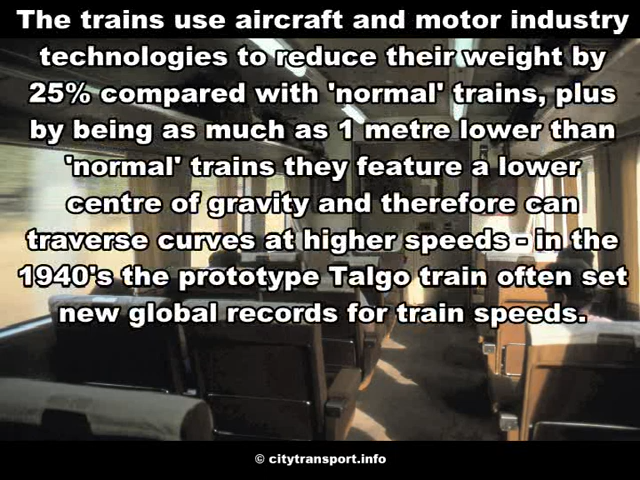 The trains use aircraft and motor industry
technologies to reduce their weight by
25% compared with 'normal' trains, plus
by being as much as 1 metre lower than
'normal' trains they feature a lower
centre of gravity and therefore can
traverse curves at higher speeds - in the
1940's the prototype Talgo train often set
new global records for train speeds.
© citytransport.info